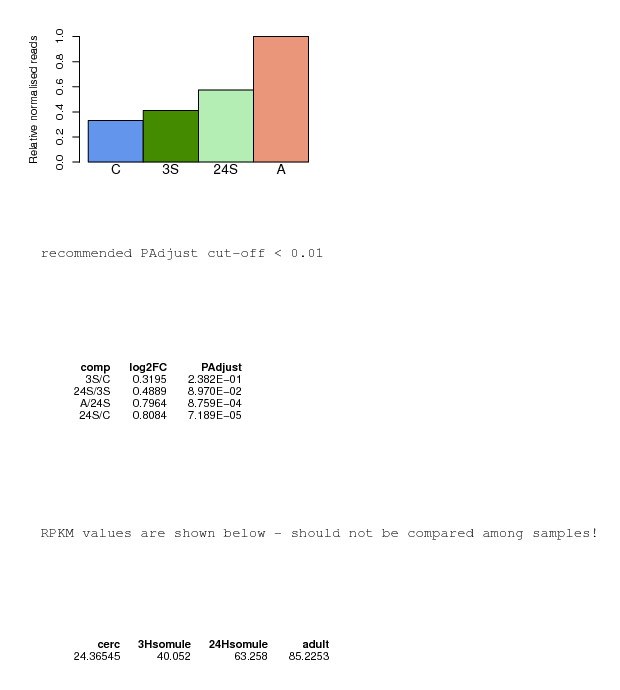 Relative normalised reads
1.0
0.8
0.6
0.4
0.2
0.0
C 3S 24S A
recommended PAdjust cut-off < 0.01
comp log2FC PAdjust
3S/C 0.3195 2.382E−01
24S/3S 0.4889 8.970E−02
A/24S 0.7964 8.759E−04
24S/C 0.8084 7.189E−05
RPKM values are shown below - should not be compared among samples!
cerc 3Hsomule 24Hsomule adult
24.36545 40.052 63.258 85.2253